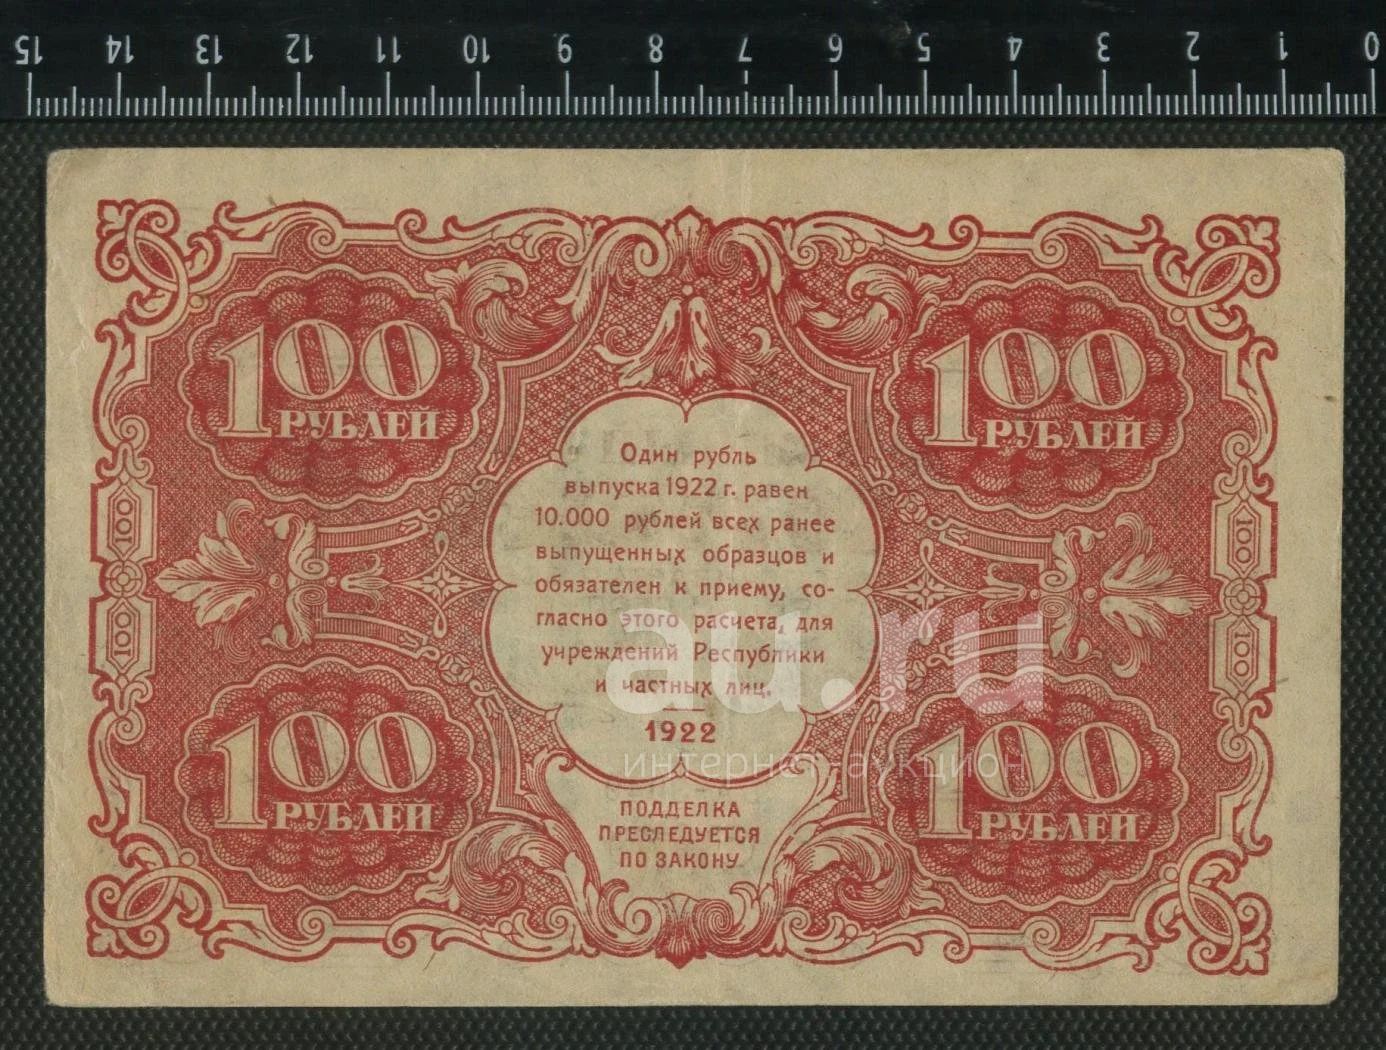 15 14 13 12 11 10 9 8 7 6 5 4 3 2 1 0
100 РУБЛЕЙ
100 РУБЛЕЙ
Один рубль
выпуска 1922 г. равен
10.000 рублей всех ранее
выпущенных образцов и
обязателен к приему, со-
гласно этого расчета, для
учреждений Республики
и частных лиц.
1922
100
100
100
100
au.ru
интернет-аукцион
100 РУБЛЕЙ
100 РУБЛЕЙ
ПОДДЕЛКА
ПРЕСЛЕДУЕТСЯ
ПО ЗАКОНУ